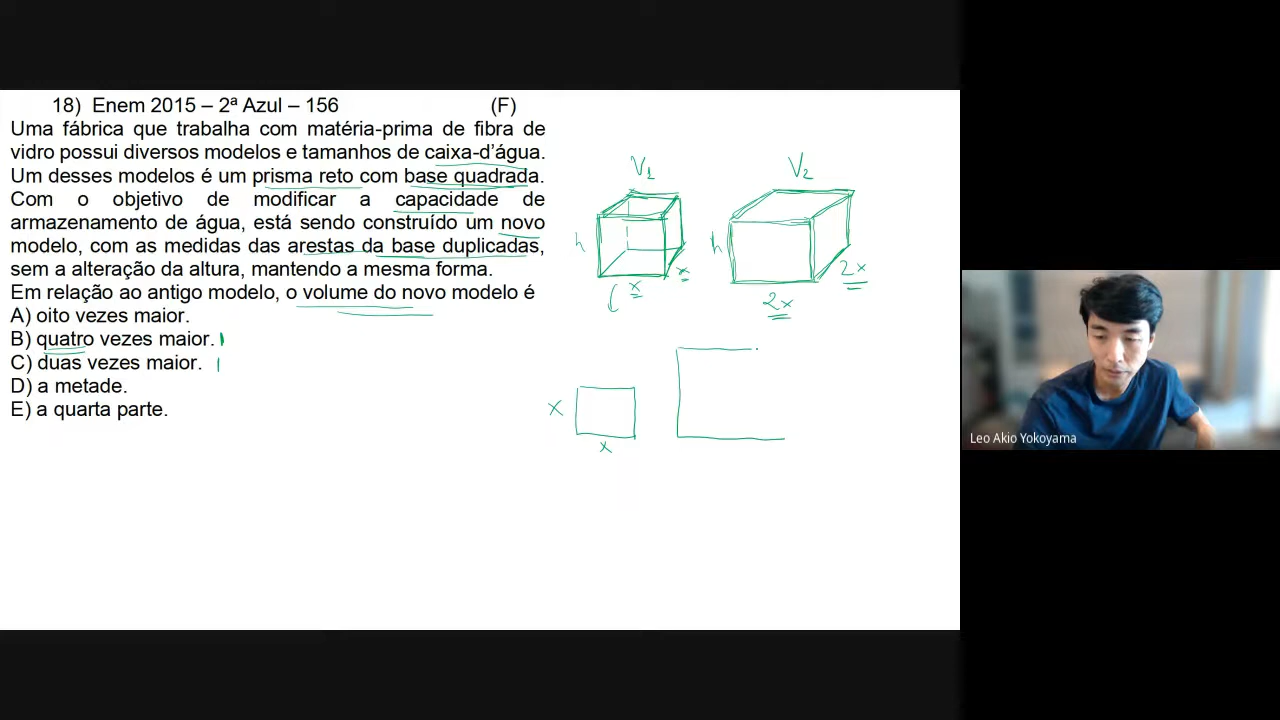 18) Enem 2015 – 2ª Azul – 156 (F)
Uma fábrica que trabalha com matéria-prima de fibra de
vidro possui diversos modelos e tamanhos de caixa-d'água.
Um desses modelos é um prisma reto com base quadrada.
Com o objetivo de modificar a capacidade de
armazenamento de água, está sendo construído um novo
modelo, com as medidas das arestas da base duplicadas,
sem a alteração da altura, mantendo a mesma forma.
Em relação ao antigo modelo, o volume do novo modelo é
A) oito vezes maior.
B) quatro vezes maior.
C) duas vezes maior.
D) a metade.
E) a quarta parte.
V1
V2
h
x
x
h
2x
2x
x
x
Leo Akio Yokoyama